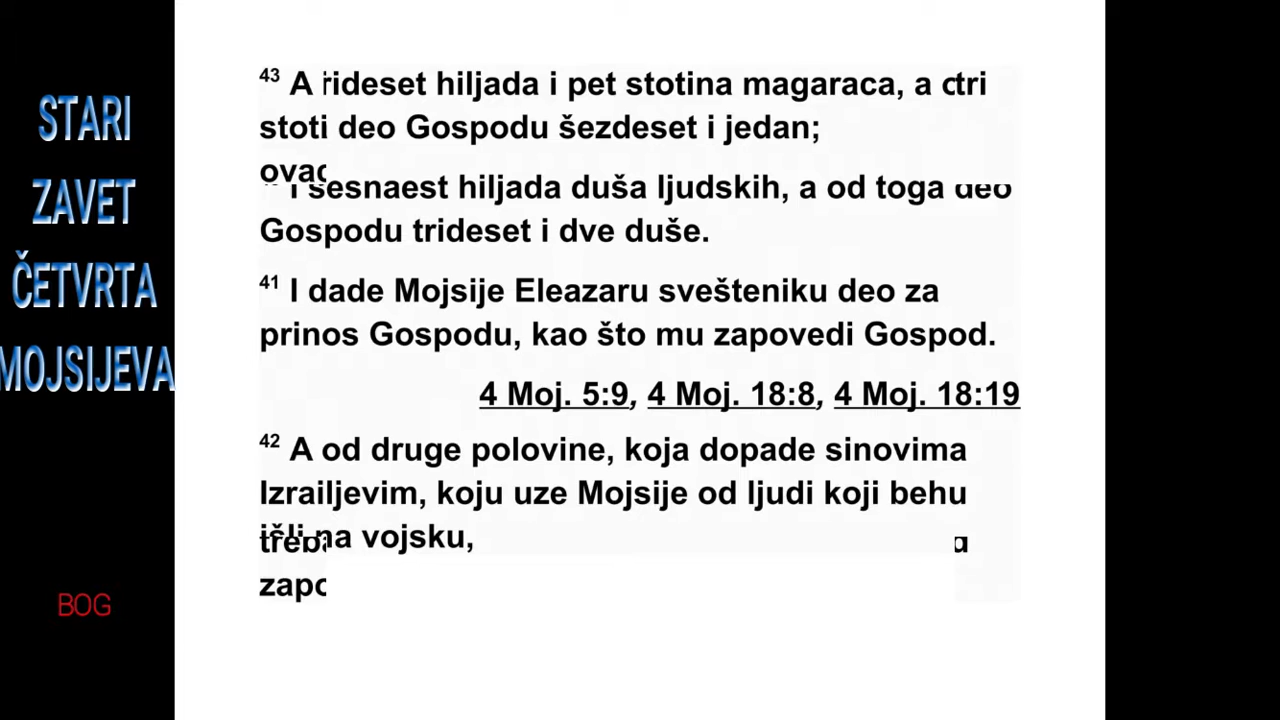 STARI
ZAVET
ČETVRTA
MOJSIJEVA
BOG
43 A rideset hiljada i pet stotina magaraca, a tri
stoti deo Gospodu šezdeset i jedan;
I šesnaest hiljada duša ljudskih, a od toga deo
Gospodu trideset i dve duše.
41 I dade Mojsije Eleazaru svešteniku deo za
prinos Gospodu, kao što mu zapovedi Gospod.
4 Moj. 5:9, 4 Moj. 18:8, 4 Moj. 18:19
42 A od druge polovine, koja dopade sinovima
Izrailjevim, koju uze Mojsije od ljudi koji behu
išli na vojsku,